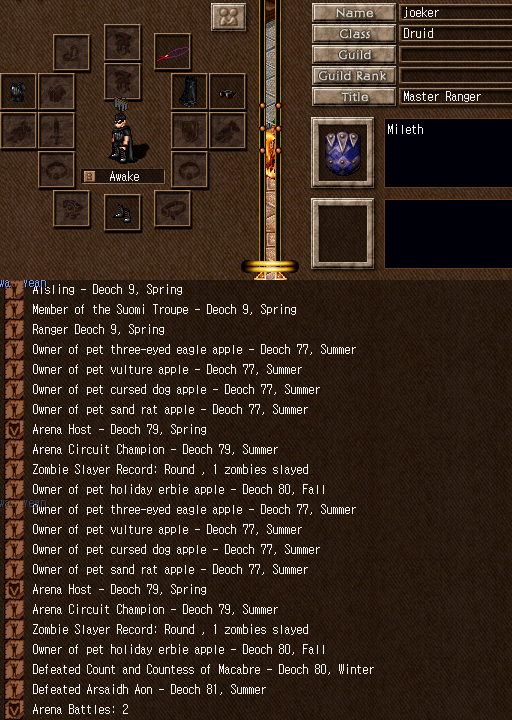 Name joeker
Class Druid
Guild
Guild Rank
Title Master Ranger
Mileth
Awake
Aisling - Deoch 9, Spring
Member of the Suomi Troupe - Deoch 9, Spring
Ranger Deoch 9, Spring
Owner of pet three-eyed eagle apple - Deoch 77, Summer
Owner of pet vulture apple - Deoch 77, Summer
Owner of pet cursed dog apple - Deoch 77, Summer
Owner of pet sand rat apple - Deoch 77, Summer
Arena Host - Deoch 79, Spring
Arena Circuit Champion - Deoch 79, Summer
Zombie Slayer Record: Round , 1 zombies slayed
Owner of pet holiday erbie apple - Deoch 80, Fall
Owner of pet three-eyed eagle apple - Deoch 77, Summer
Owner of pet vulture apple - Deoch 77, Summer
Owner of pet cursed dog apple - Deoch 77, Summer
Owner of pet sand rat apple - Deoch 77, Summer
Arena Host - Deoch 79, Spring
Arena Circuit Champion - Deoch 79, Summer
Zombie Slayer Record: Round , 1 zombies slayed
Owner of pet holiday erbie apple - Deoch 80, Fall
Defeated Count and Countess of Macabre - Deoch 80, Winter
Defeated Arsaidh Aon - Deoch 81, Summer
Arena Battles: 2